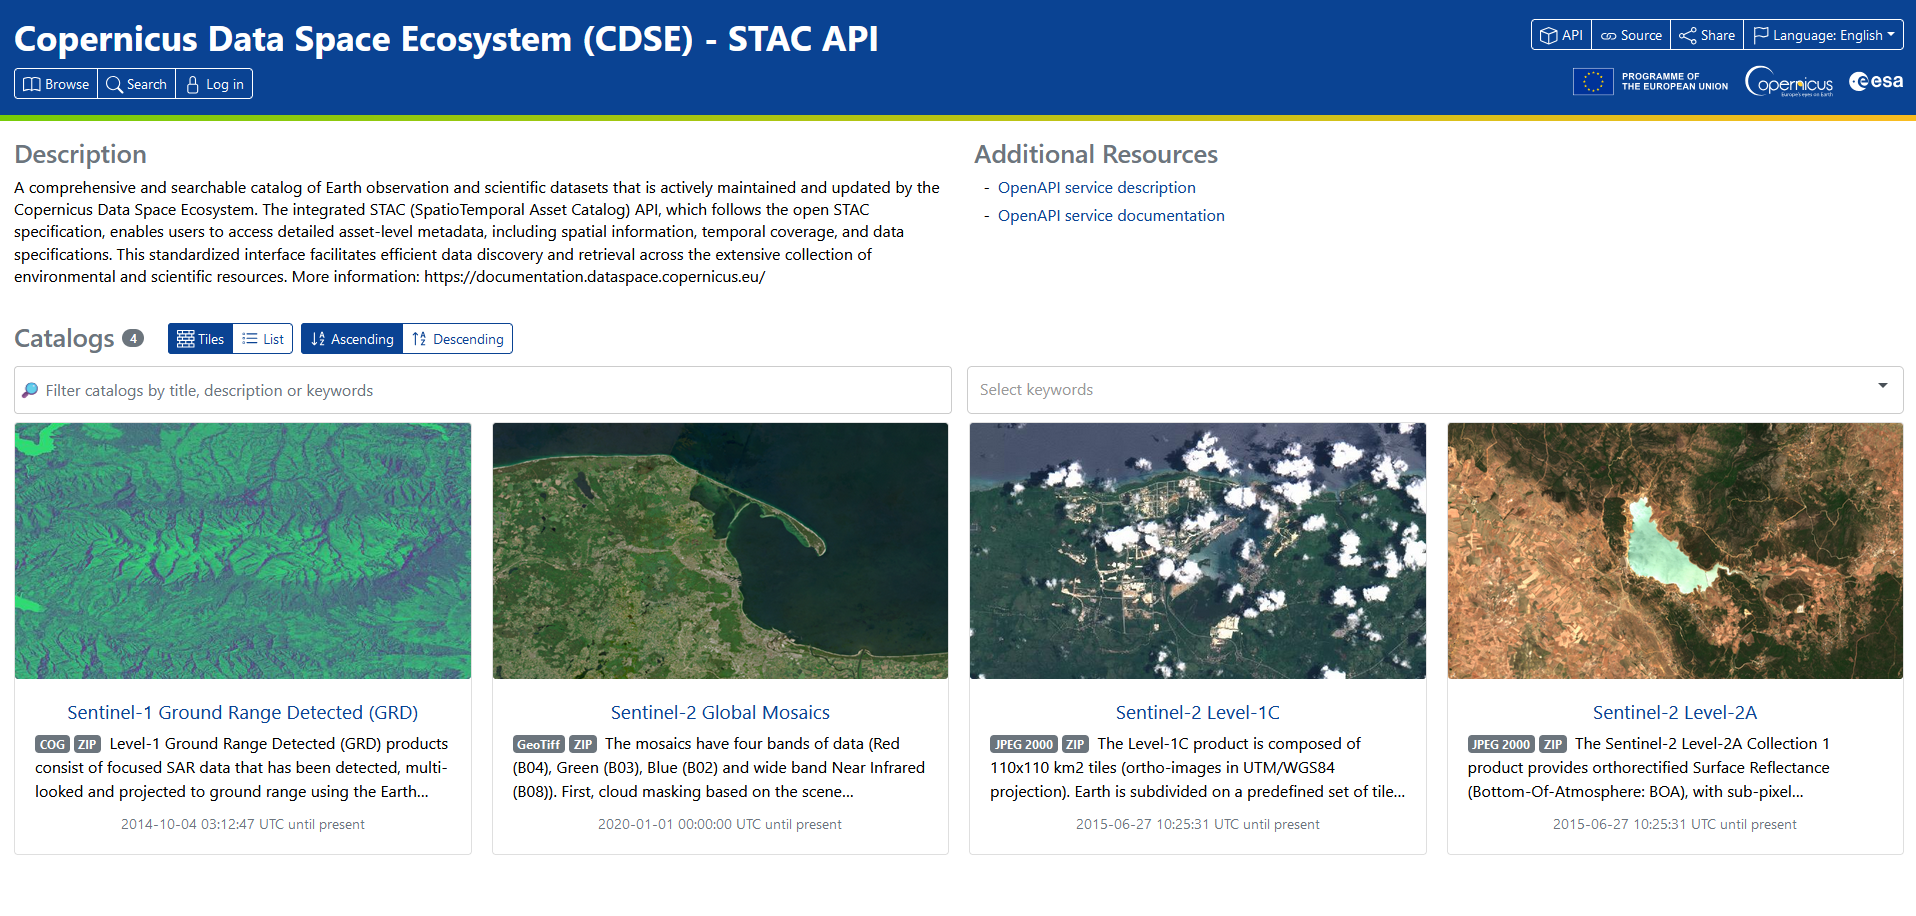 Copernicus Data Space Ecosystem (CDSE) - STAC API
API Source Share Language: English
Browse Search Log in
PROGRAMME OF
THE EUROPEAN UNION
opernicus
Europe's eyes on Earth
esa
Description
A comprehensive and searchable catalog of Earth observation and scientific datasets that is actively maintained and updated by the
Copernicus Data Space Ecosystem. The integrated STAC (SpatioTemporal Asset Catalog) API, which follows the open STAC
specification, enables users to access detailed asset-level metadata, including spatial information, temporal coverage, and data
specifications. This standardized interface facilitates efficient data discovery and retrieval across the extensive collection of
environmental and scientific resources. More information: https://documentation.dataspace.copernicus.eu/
Additional Resources
- OpenAPI service description
- OpenAPI service documentation
Catalogs 4 Tiles List Ascending Descending
Filter catalogs by title, description or keywords
Select keywords
Sentinel-1 Ground Range Detected (GRD)
COG ZIP Level-1 Ground Range Detected (GRD) products
consist of focused SAR data that has been detected, multi-
looked and projected to ground range using the Earth...
2014-10-04 03:12:47 UTC until present
Sentinel-2 Global Mosaics
GeoTiff ZIP The mosaics have four bands of data (Red
(B04), Green (B03), Blue (B02) and wide band Near Infrared
(B08)). First, cloud masking based on the scene...
2020-01-01 00:00:00 UTC until present
Sentinel-2 Level-1C
JPEG 2000 ZIP The Level-1C product is composed of
110x110 km2 tiles (ortho-images in UTM/WGS84
projection). Earth is subdivided on a predefined set of tile...
2015-06-27 10:25:31 UTC until present
Sentinel-2 Level-2A
JPEG 2000 ZIP The Sentinel-2 Level-2A Collection 1
product provides orthorectified Surface Reflectance
(Bottom-Of-Atmosphere: BOA), with sub-pixel...
2015-06-27 10:25:31 UTC until present